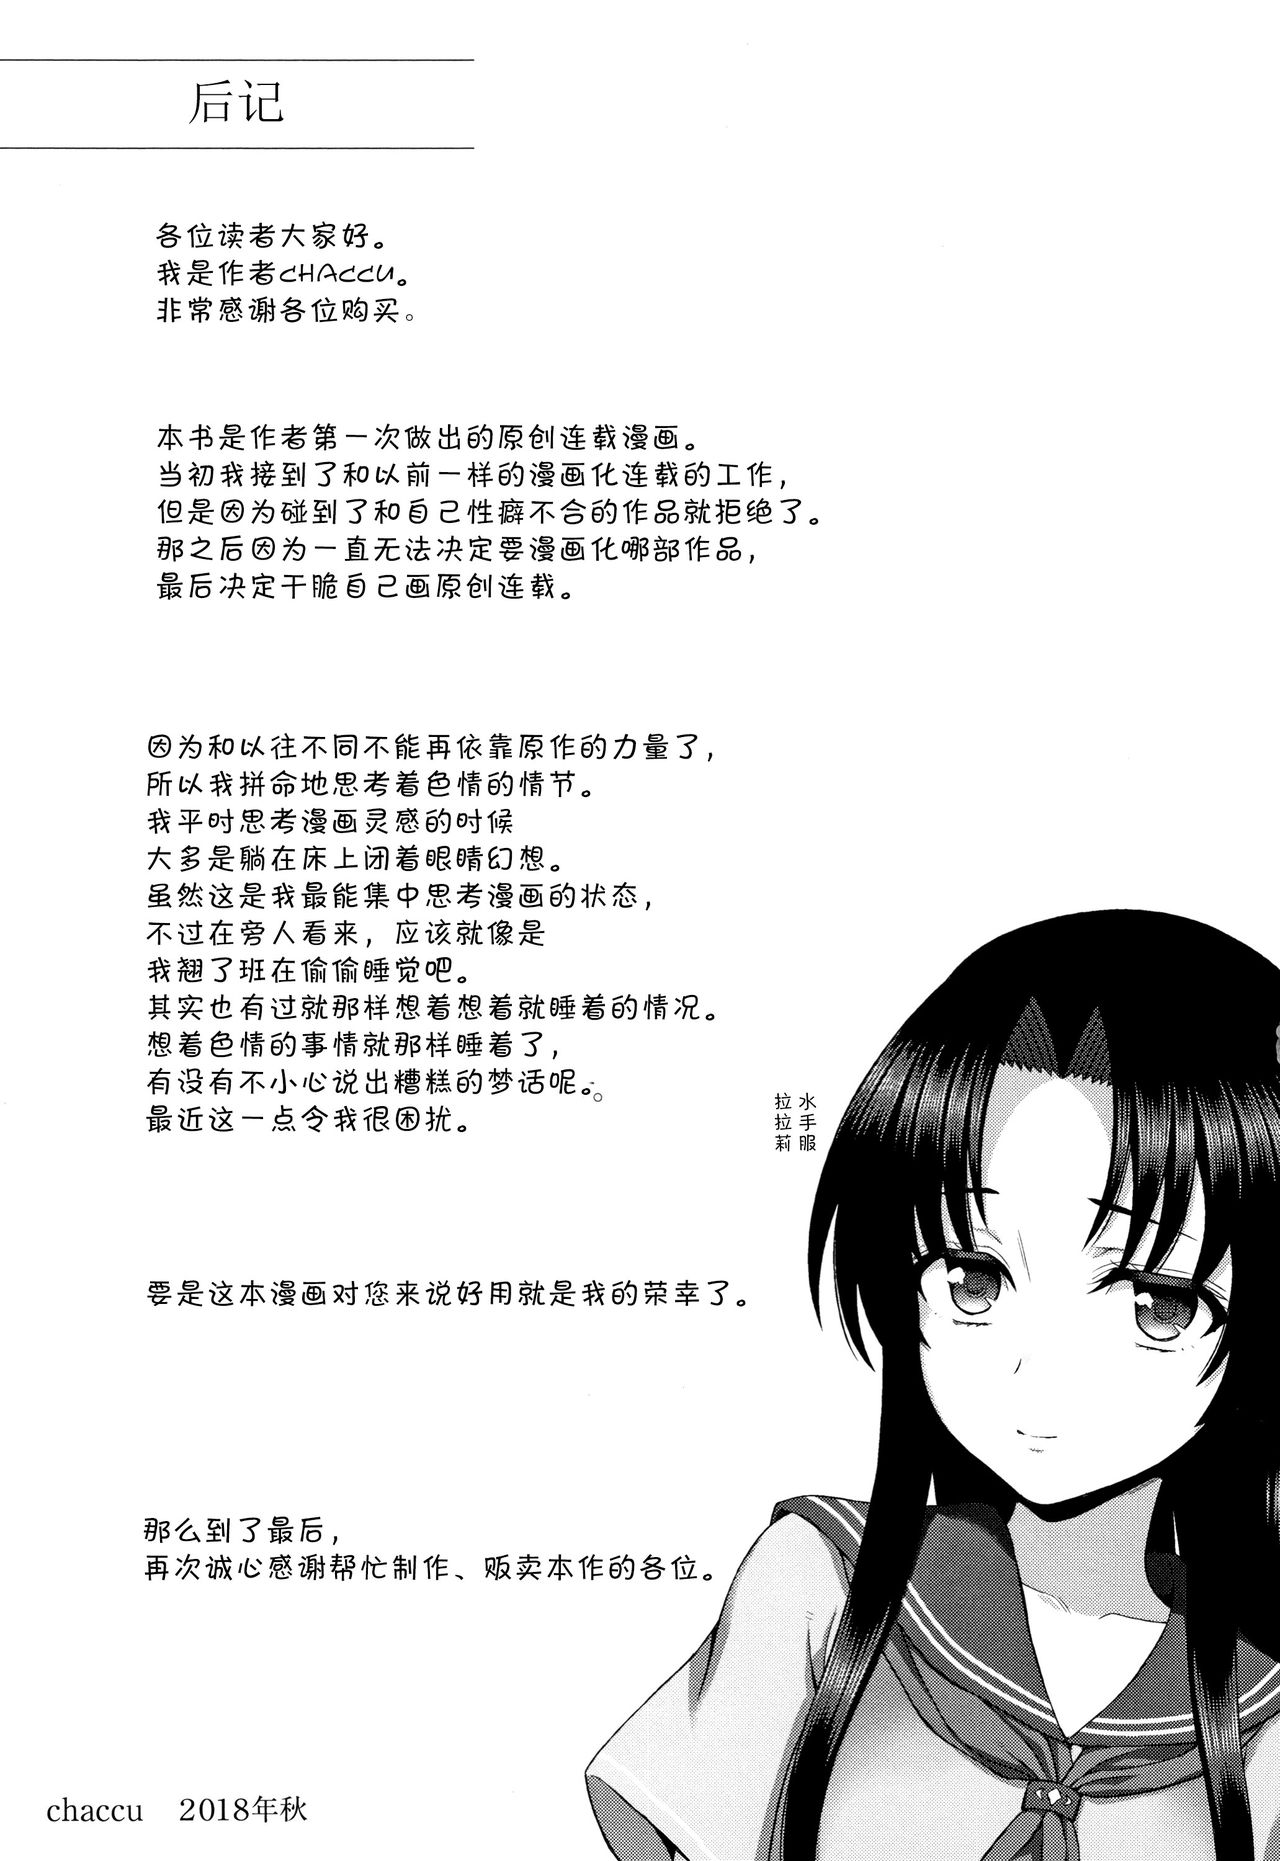 后记
各位读者大家好。
我是作者CHACCU。
非常感谢各位购买。
本书是作者第一次做出的原创连载漫画。
当初我接到了和以前一样的漫画化连载的工作，
但是因为碰到了和自己性癖不合的作品就拒绝了。
那之后因为一直无法决定要漫画化哪部作品，
最后决定干脆自己画原创连载。
因为和以往不同不能再依靠原作的力量了，
所以我拼命地思考着色情的情节。
我平时思考漫画灵感的时候
大多是躺在床上闭着眼睛幻想。
虽然这是我最能集中思考漫画的状态，
不过在旁人看来，应该就像是
我翘了班在偷偷睡觉吧。
其实也有过就那样想着想着就睡着的情况。
想着色情的事情就那样睡着了，
有没有不小心说出糟糕的梦话呢。。
最近这一点令我很困扰。
水手服
拉拉莉
要是这本漫画对您来说好用就是我的荣幸了。
那么到了最后，
再次诚心感谢帮忙制作、贩卖本作的各位。
chaccu 2018年秋